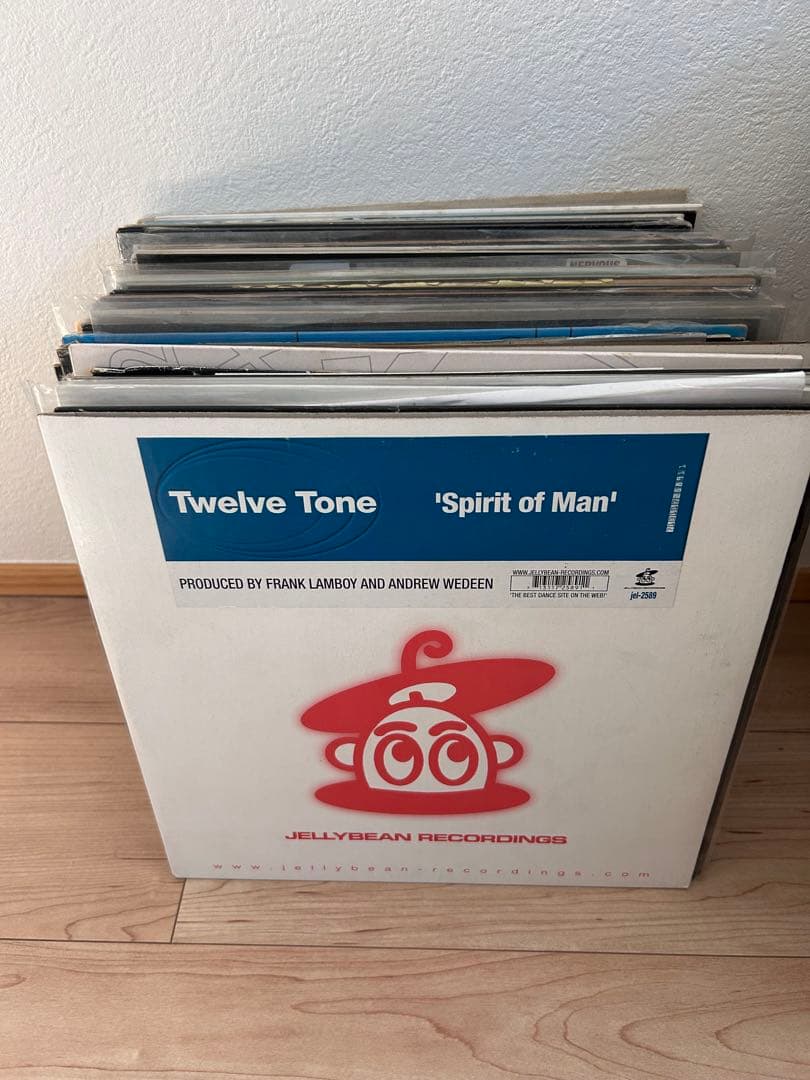 NERVOUS
Twelve Tone 'Spirit of Man'
PRODUCED BY FRANK LAMBOY AND ANDREW WEDEEN
WWW.JELLYBEAN-RECORDINGS.COM
"THE BEST DANCE SITE ON THE WEB!"
jel-2589
JELLYBEAN RECORDINGS
www.jellybean-recordings.com